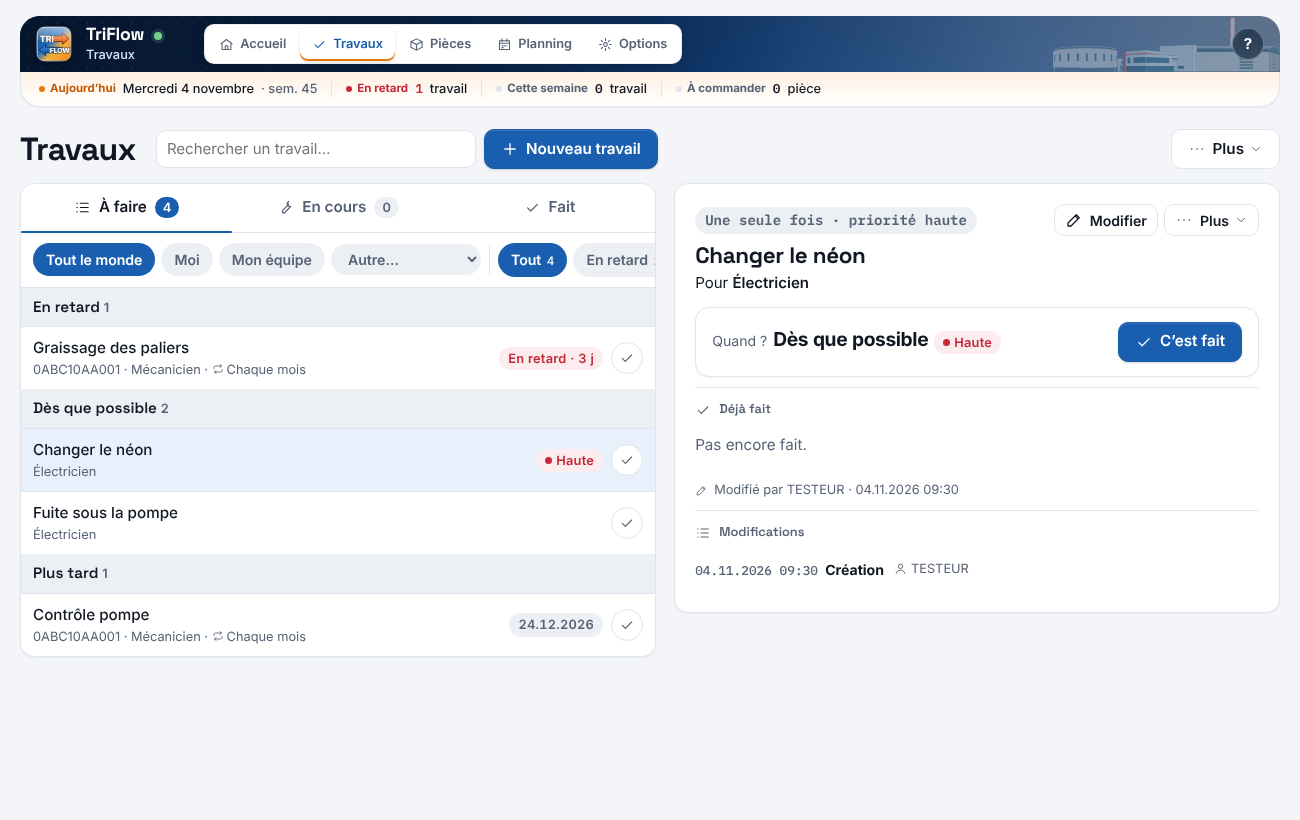 TRI FLOW
TriFlow
Travaux
Accueil
Travaux
Pièces
Planning
Options
?
Aujourd’hui Mercredi 4 novembre · sem. 45
En retard 1 travail
Cette semaine 0 travail
À commander 0 pièce
Travaux
Rechercher un travail...
+ Nouveau travail
··· Plus
À faire 4
En cours 0
Fait
Tout le monde
Moi
Mon équipe
Autre...
Tout 4
En retard
En retard 1
Graissage des paliers
0ABC10AA001 · Mécanicien · Chaque mois
En retard · 3 j
Dès que possible 2
Changer le néon
Électricien
Haute
Fuite sous la pompe
Électricien
Plus tard 1
Contrôle pompe
0ABC10AA001 · Mécanicien · Chaque mois
24.12.2026
Une seule fois · priorité haute
Modifier
··· Plus
Changer le néon
Pour Électricien
Quand ? Dès que possible Haute
C’est fait
Déjà fait
Pas encore fait.
Modifié par TESTEUR · 04.11.2026 09:30
Modifications
04.11.2026 09:30 Création TESTEUR